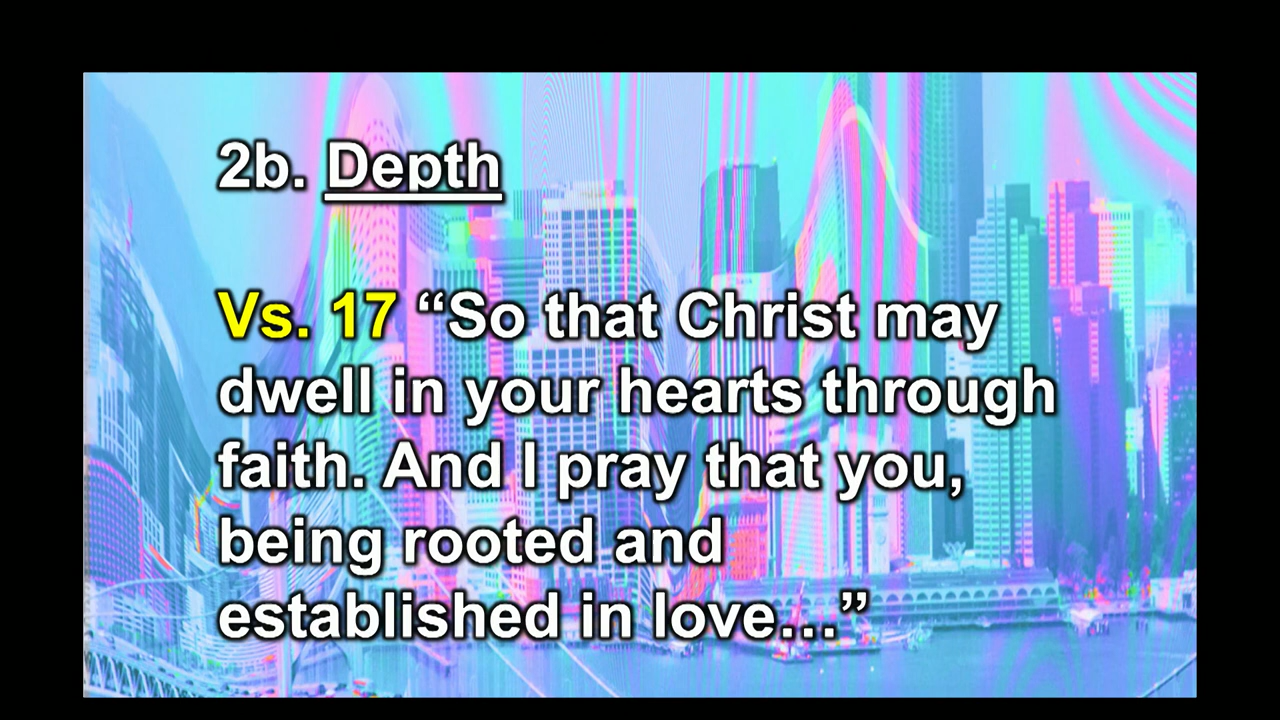 2b. Depth
Vs. 17 “So that Christ may
dwell in your hearts through
faith. And I pray that you,
being rooted and
established in love…”